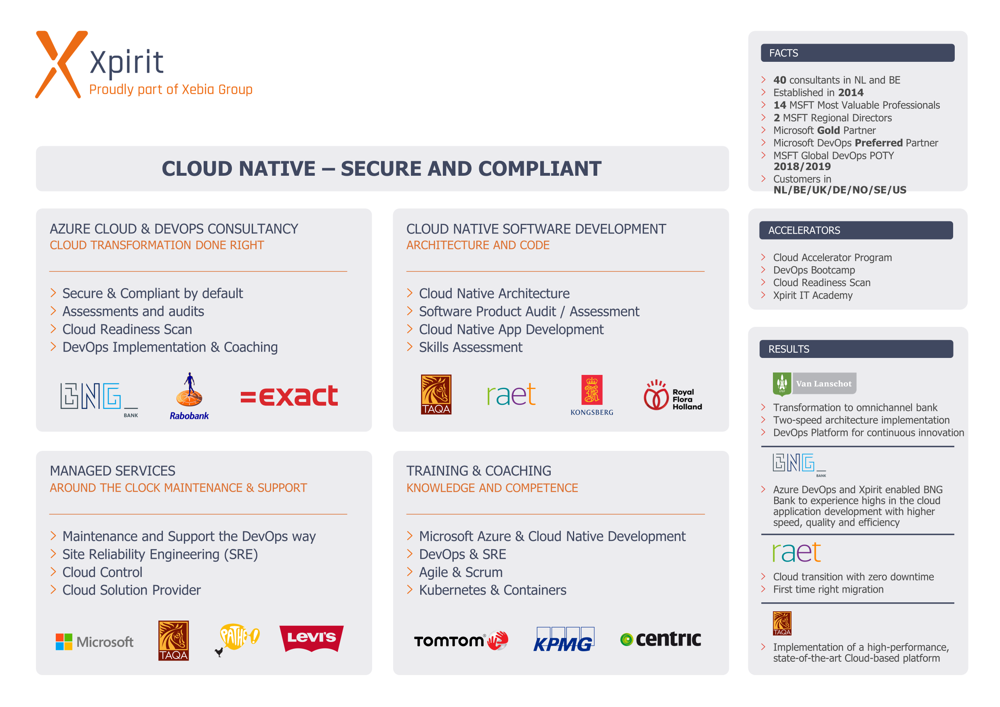 Xpirit
Proudly part of Xebia Group
CLOUD NATIVE – SECURE AND COMPLIANT
AZURE CLOUD & DEVOPS CONSULTANCY
CLOUD TRANSFORMATION DONE RIGHT
Secure & Compliant by default
Assessments and audits
Cloud Readiness Scan
DevOps Implementation & Coaching
BNG
BANK
Rabobank
=exact
CLOUD NATIVE SOFTWARE DEVELOPMENT
ARCHITECTURE AND CODE
Cloud Native Architecture
Software Product Audit / Assessment
Cloud Native App Development
Skills Assessment
TAQA
raet
KONGSBERG
Royal
Flora
Holland
MANAGED SERVICES
AROUND THE CLOCK MAINTENANCE & SUPPORT
Maintenance and Support the DevOps way
Site Reliability Engineering (SRE)
Cloud Control
Cloud Solution Provider
Microsoft
TAQA
PATHE!
LEVI'S
TRAINING & COACHING
KNOWLEDGE AND COMPETENCE
Microsoft Azure & Cloud Native Development
DevOps & SRE
Agile & Scrum
Kubernetes & Containers
TOMTOM®
KPMG
centric
FACTS
40 consultants in NL and BE
Established in 2014
14 MSFT Most Valuable Professionals
2 MSFT Regional Directors
Microsoft Gold Partner
Microsoft DevOps Preferred Partner
MSFT Global DevOps POTY
2018/2019
Customers in
NL/BE/UK/DE/NO/SE/US
ACCELERATORS
Cloud Accelerator Program
DevOps Bootcamp
Cloud Readiness Scan
Xpirit IT Academy
RESULTS
1737
Van Lanschot
Transformation to omnichannel bank
Two-speed architecture implementation
DevOps Platform for continuous innovation
BNG
BANK
Azure DevOps and Xpirit enabled BNG
Bank to experience highs in the cloud
application development with higher
speed, quality and efficiency
raet
Cloud transition with zero downtime
First time right migration
TAQA
Implementation of a high-performance,
state-of-the-art Cloud-based platform